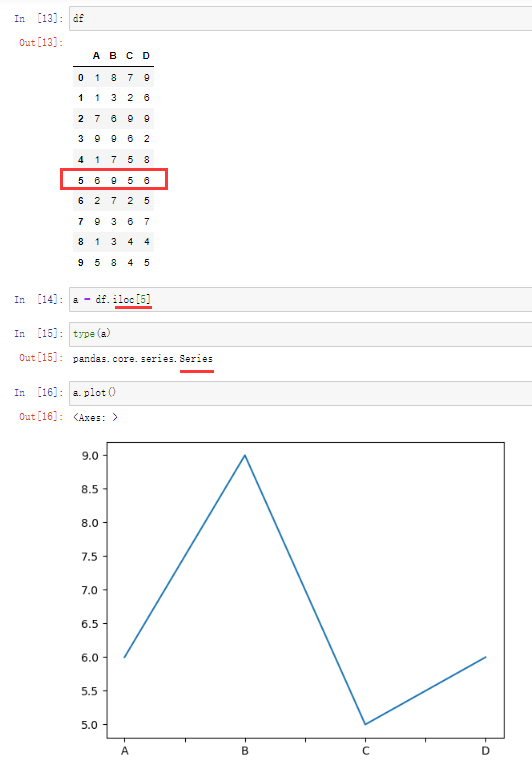 In [13]: df
Out[13]:
A B C D
0 1 8 7 9
1 1 3 2 6
2 7 6 9 9
3 9 9 6 2
4 1 7 5 8
5 6 9 5 6
6 2 7 2 5
7 9 3 6 7
8 1 3 4 4
9 5 8 4 5
In [14]: a = df.iloc[5]
In [15]: type(a)
Out[15]: pandas.core.series.Series
In [16]: a.plot()
Out[16]: <Axes: >
9.0
8.5
8.0
7.5
7.0
6.5
6.0
5.5
5.0
A B C D